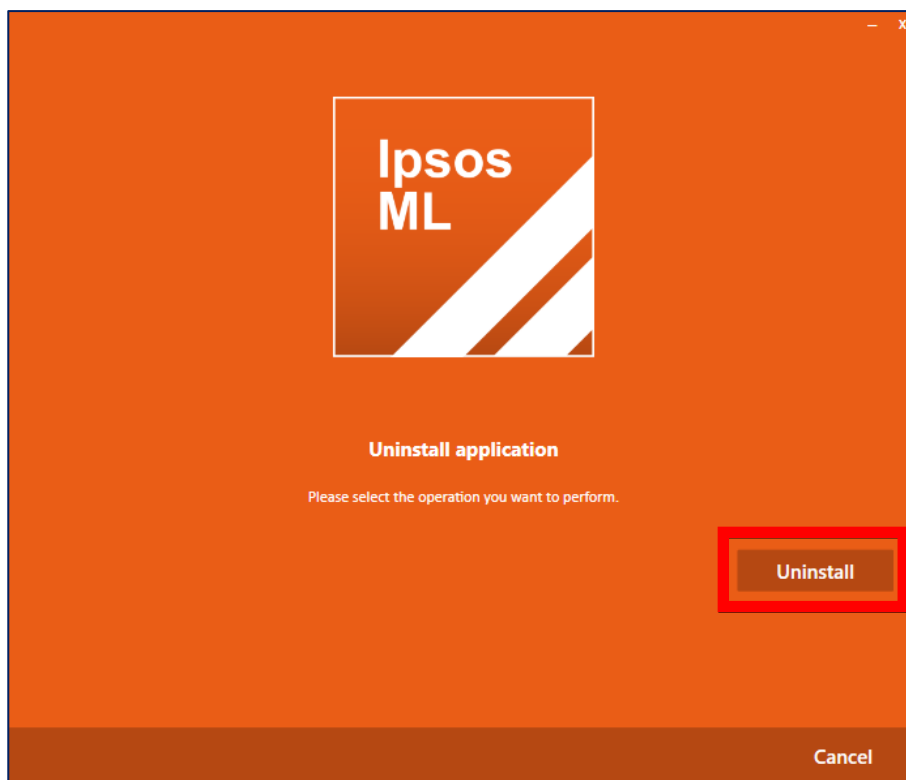 – x
Ipsos
ML
Uninstall application
Please select the operation you want to perform.
Uninstall
Cancel